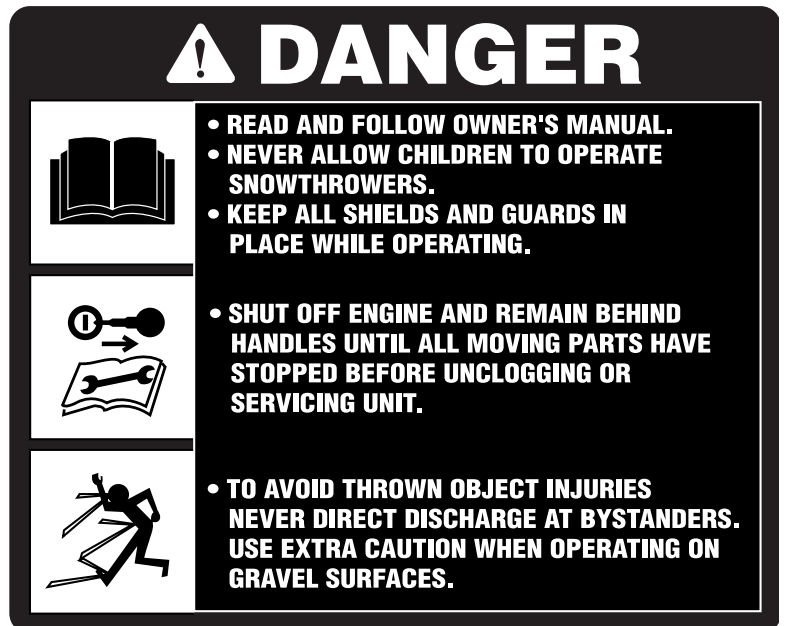 DANGER
• READ AND FOLLOW OWNER'S MANUAL.
• NEVER ALLOW CHILDREN TO OPERATE
SNOWTHROWERS.
• KEEP ALL SHIELDS AND GUARDS IN
PLACE WHILE OPERATING.
• SHUT OFF ENGINE AND REMAIN BEHIND
HANDLES UNTIL ALL MOVING PARTS HAVE
STOPPED BEFORE UNCLOGGING OR
SERVICING UNIT.
• TO AVOID THROWN OBJECT INJURIES
NEVER DIRECT DISCHARGE AT BYSTANDERS.
USE EXTRA CAUTION WHEN OPERATING ON
GRAVEL SURFACES.